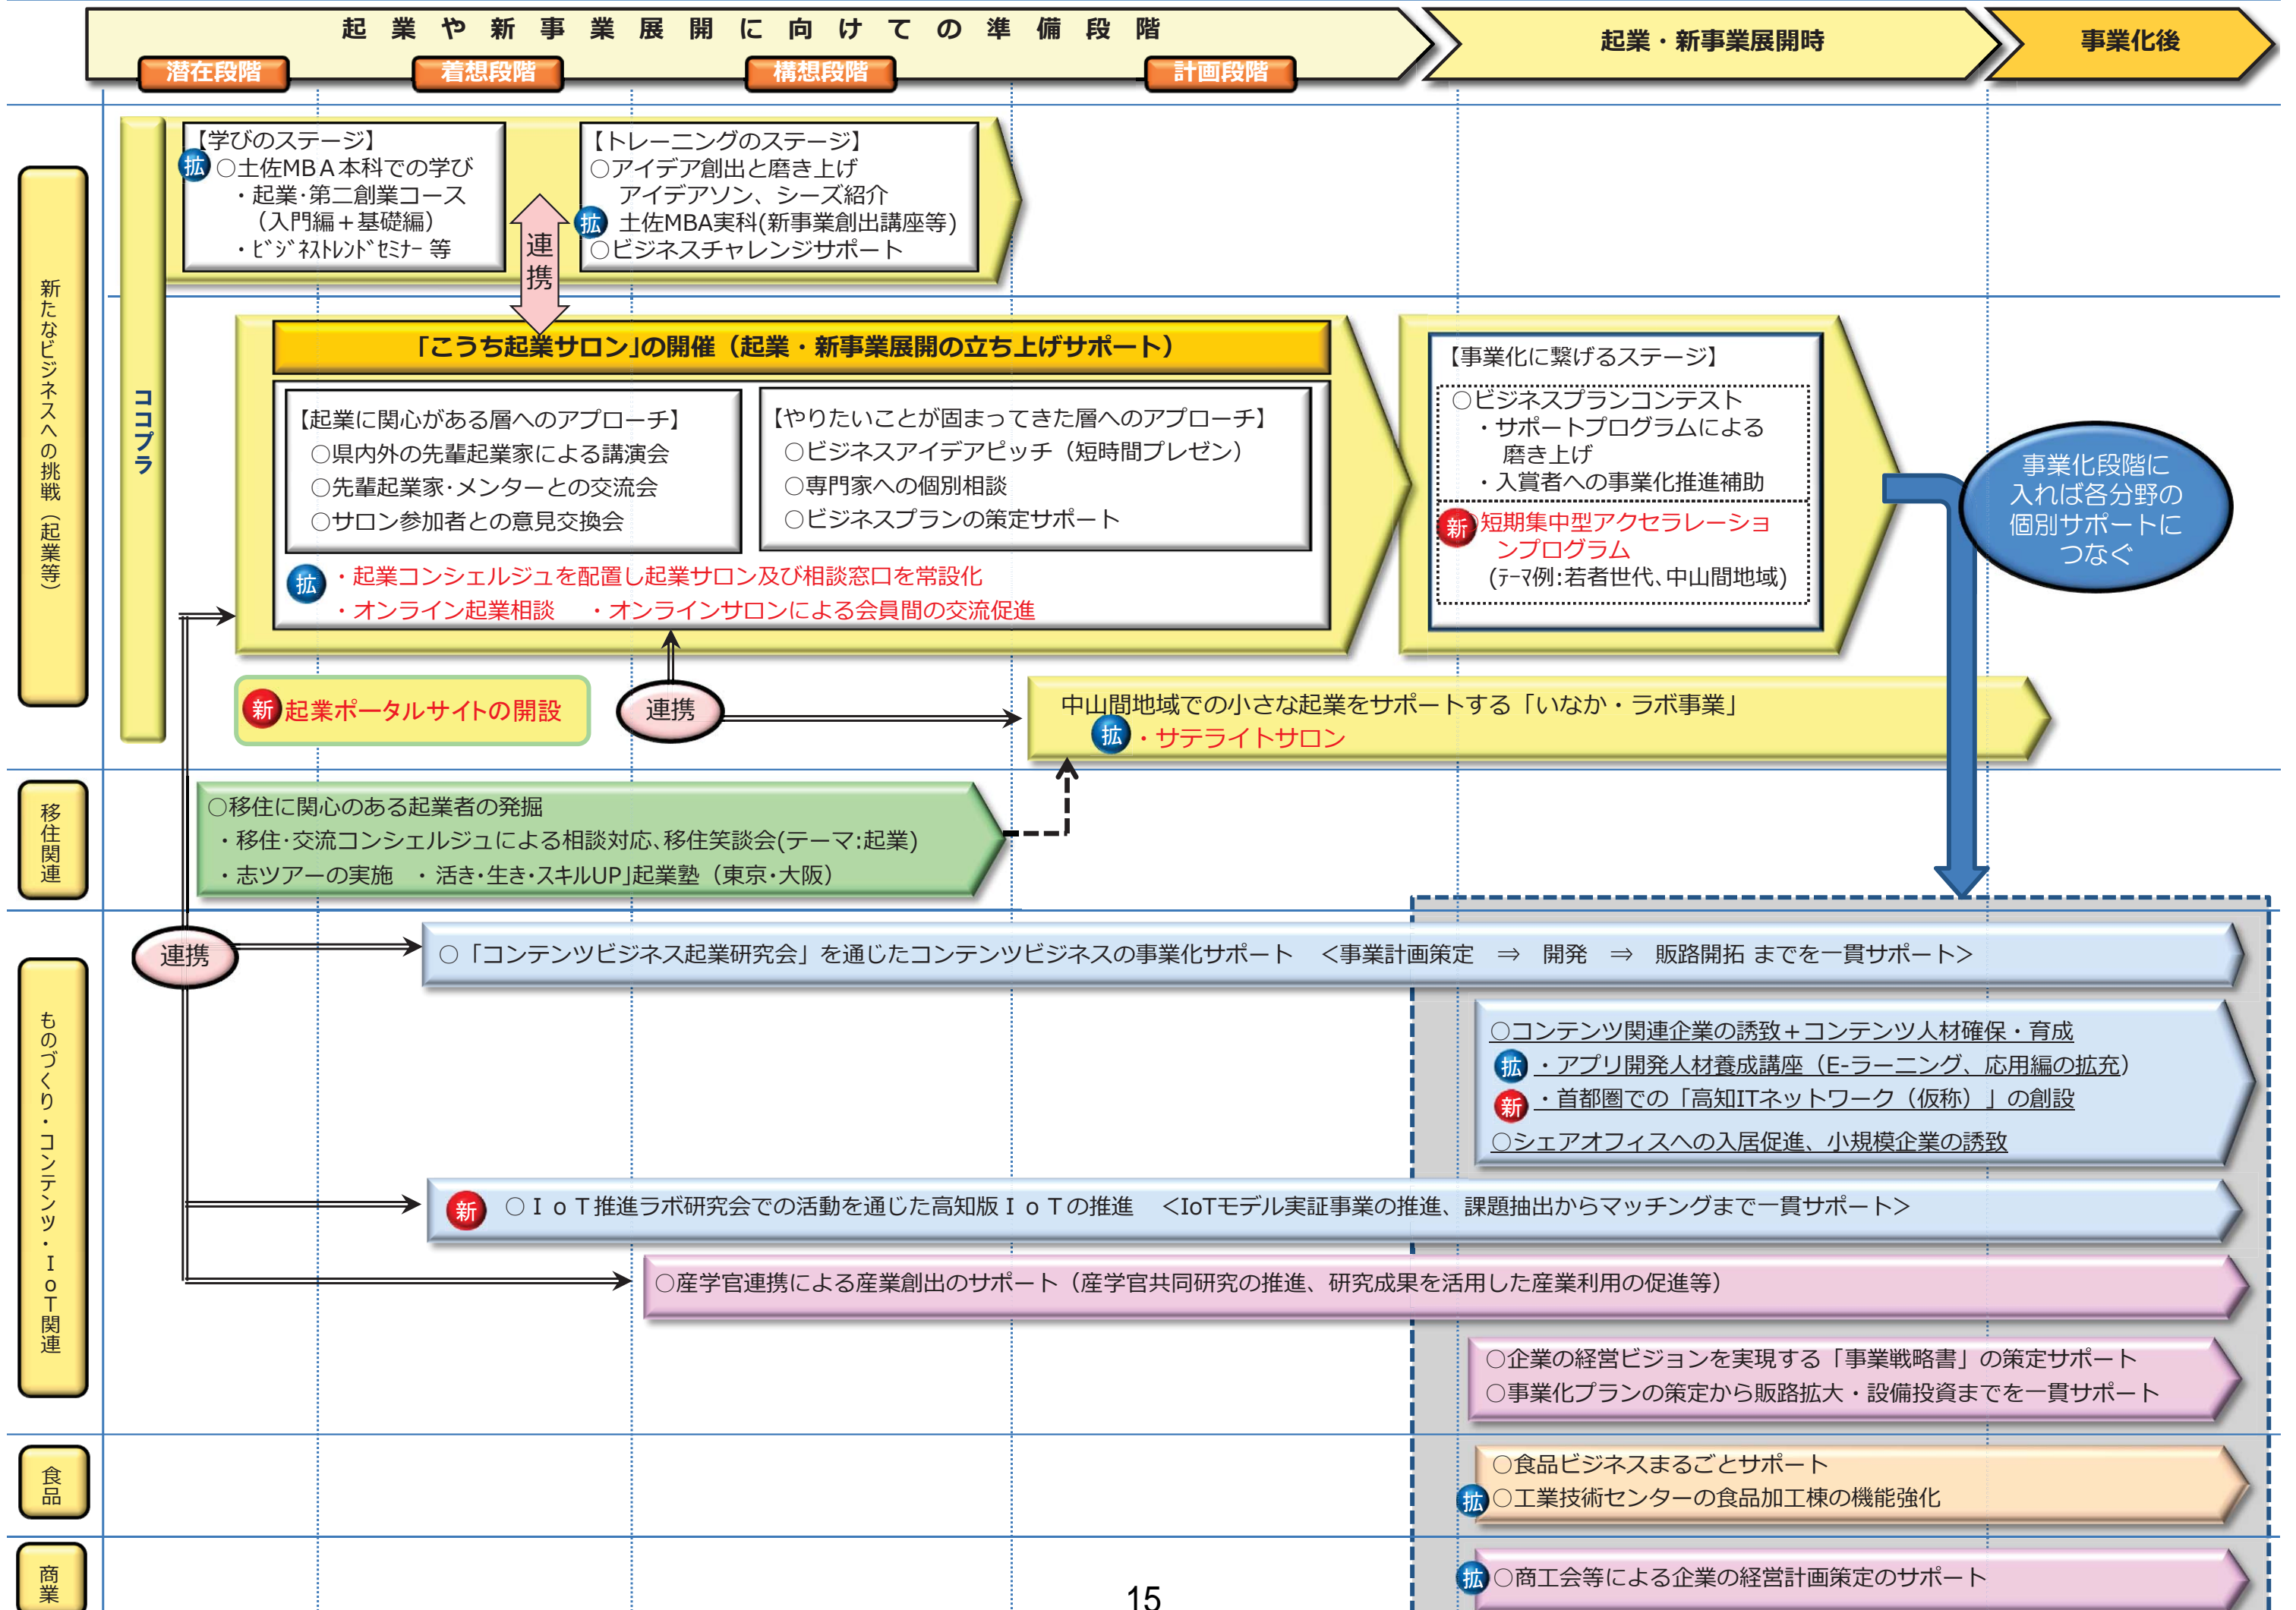 起業や新事業展開に向けての準備段階
起業・新事業展開時
事業化後
潜在段階
着想段階
構想段階
計画段階
新たなビジネスへの挑戦（起業等）
ココプラ
【学びのステージ】
拡 ○土佐MBA本科での学び
・起業･第二創業コース
（入門編＋基礎編）
・ﾋﾞｼﾞﾈｽﾄﾚﾝﾄﾞｾﾐﾅｰ 等
連携
【トレーニングのステージ】
○アイデア創出と磨き上げ
アイデアソン、シーズ紹介
拡 土佐MBA実科(新事業創出講座等)
○ビジネスチャレンジサポート
「こうち起業サロン」の開催（起業・新事業展開の立ち上げサポート）
【起業に関心がある層へのアプローチ】
○県内外の先輩起業家による講演会
○先輩起業家･メンターとの交流会
○サロン参加者との意見交換会
【やりたいことが固まってきた層へのアプローチ】
○ビジネスアイデアピッチ（短時間プレゼン）
○専門家への個別相談
○ビジネスプランの策定サポート
拡 ・起業コンシェルジュを配置し起業サロン及び相談窓口を常設化
・オンライン起業相談　・オンラインサロンによる会員間の交流促進
【事業化に繋げるステージ】
○ビジネスプランコンテスト
・サポートプログラムによる
磨き上げ
・入賞者への事業化推進補助
新 短期集中型アクセラレーショ
ンプログラム
(ﾃｰﾏ例:若者世代､中山間地域)
事業化段階に
入れば各分野の
個別サポートに
つなぐ
新 起業ポータルサイトの開設
連携
中山間地域での小さな起業をサポートする「いなか・ラボ事業」
拡 ・サテライトサロン
移住関連
○移住に関心のある起業者の発掘
・移住･交流コンシェルジュによる相談対応､移住笑談会(テーマ:起業)
・志ツアーの実施　・活き･生き･スキルUP｣起業塾（東京･大阪）
連携
ものづくり・コンテンツ・ＩｏＴ関連
○「コンテンツビジネス起業研究会」を通じたコンテンツビジネスの事業化サポート　＜事業計画策定　⇒　開発　⇒　販路開拓 までを一貫サポート＞
○コンテンツ関連企業の誘致＋コンテンツ人材確保・育成
拡 ・アプリ開発人材養成講座（E-ラーニング、応用編の拡充）
新 ・首都圏での「高知ITネットワーク（仮称）」の創設
○シェアオフィスへの入居促進、小規模企業の誘致
新 ○ＩｏＴ推進ラボ研究会での活動を通じた高知版ＩｏＴの推進　＜IoTモデル実証事業の推進、課題抽出からマッチングまで一貫サポート＞
○産学官連携による産業創出のサポート（産学官共同研究の推進、研究成果を活用した産業利用の促進等）
○企業の経営ビジョンを実現する「事業戦略書」の策定サポート
○事業化プランの策定から販路拡大・設備投資までを一貫サポート
食品
○食品ビジネスまるごとサポート
拡 ○工業技術センターの食品加工棟の機能強化
商業
拡 ○商工会等による企業の経営計画策定のサポート
15